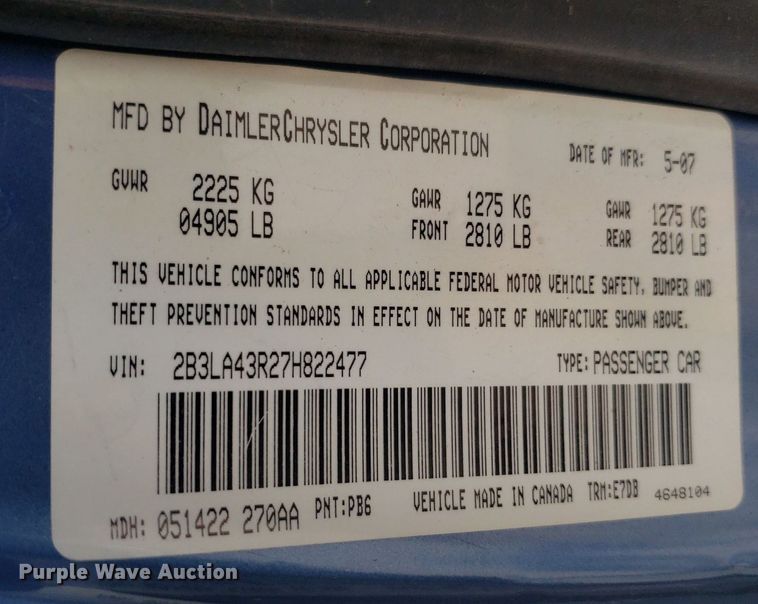 MFD BY DAIMLERCHRYSLER CORPORATION DATE OF MFR: 5-07
GVWR 2225 KG GAWR 1275 KG GAWR 1275 KG
04905 LB FRONT 2810 LB REAR 2810 LB
THIS VEHICLE CONFORMS TO ALL APPLICABLE FEDERAL MOTOR VEHICLE SAFETY, BUMPER AND
THEFT PREVENTION STANDARDS IN EFFECT ON THE DATE OF MANUFACTURE SHOWN ABOVE.
VIN: 2B3LA43R27H822477 TYPE: PASSENGER CAR
MDH: 051422 270AA PNT:PB6 VEHICLE MADE IN CANADA TRM:E7DB 4648104
Purple Wave Auction